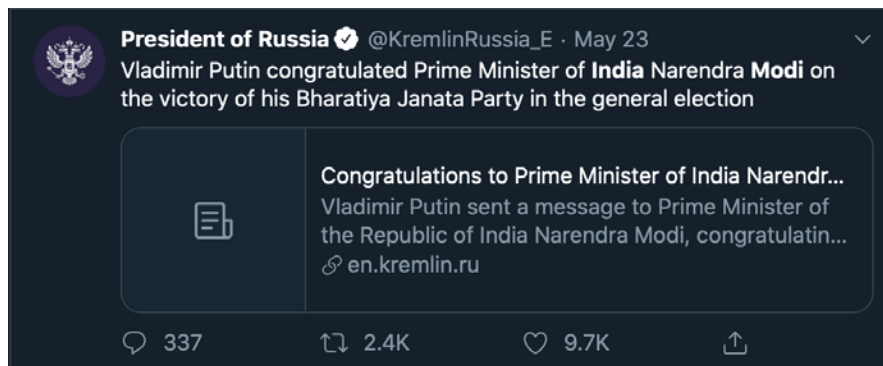 President of Russia @KremlinRussia_E · May 23
Vladimir Putin congratulated Prime Minister of India Narendra Modi on
the victory of his Bharatiya Janata Party in the general election
Congratulations to Prime Minister of India Narendr...
Vladimir Putin sent a message to Prime Minister of
the Republic of India Narendra Modi, congratulatin...
en.kremlin.ru
337 2.4K 9.7K